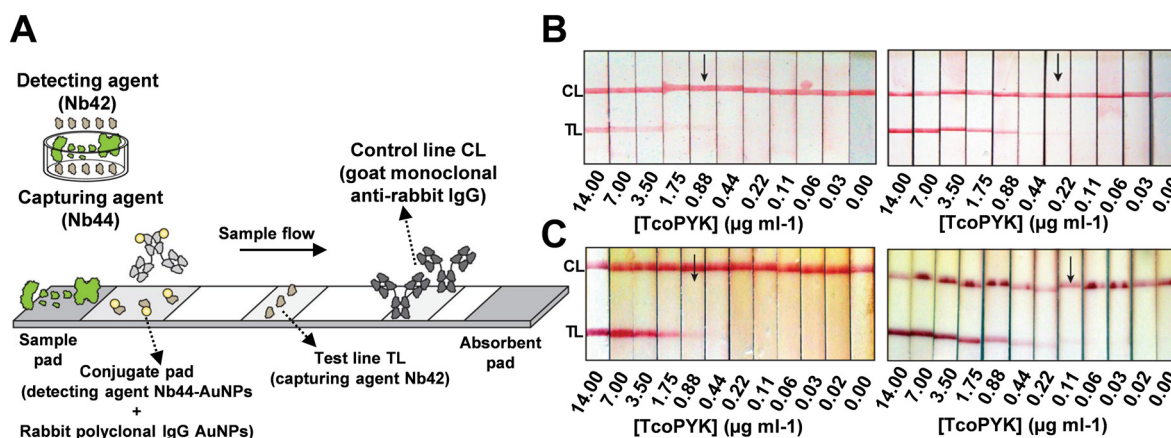 A
Detecting agent
(Nb42)
Capturing agent
(Nb44)
Sample flow
Control line CL
(goat monoclonal
anti-rabbit IgG)
Sample
pad
Conjugate pad
(detecting agent Nb44-AuNPs
+
Rabbit polyclonal IgG AuNPs)
Test line TL
(capturing agent Nb42)
Absorbent
pad
B
CL
TL
14.00 7.00 3.50 1.75 0.88 0.44 0.22 0.11 0.06 0.03 0.00
[TcoPYK] (µg ml-1)
14.00 7.00 3.50 1.75 0.88 0.44 0.22 0.11 0.06 0.03 0.00
[TcoPYK] (µg ml-1)
C
CL
TL
14.00 7.00 3.50 1.75 0.88 0.44 0.22 0.11 0.06 0.03 0.02 0.00
[TcoPYK] (µg ml-1)
14.00 7.00 3.50 1.75 0.88 0.44 0.22 0.11 0.06 0.03 0.02 0.00
[TcoPYK] (µg ml-1)